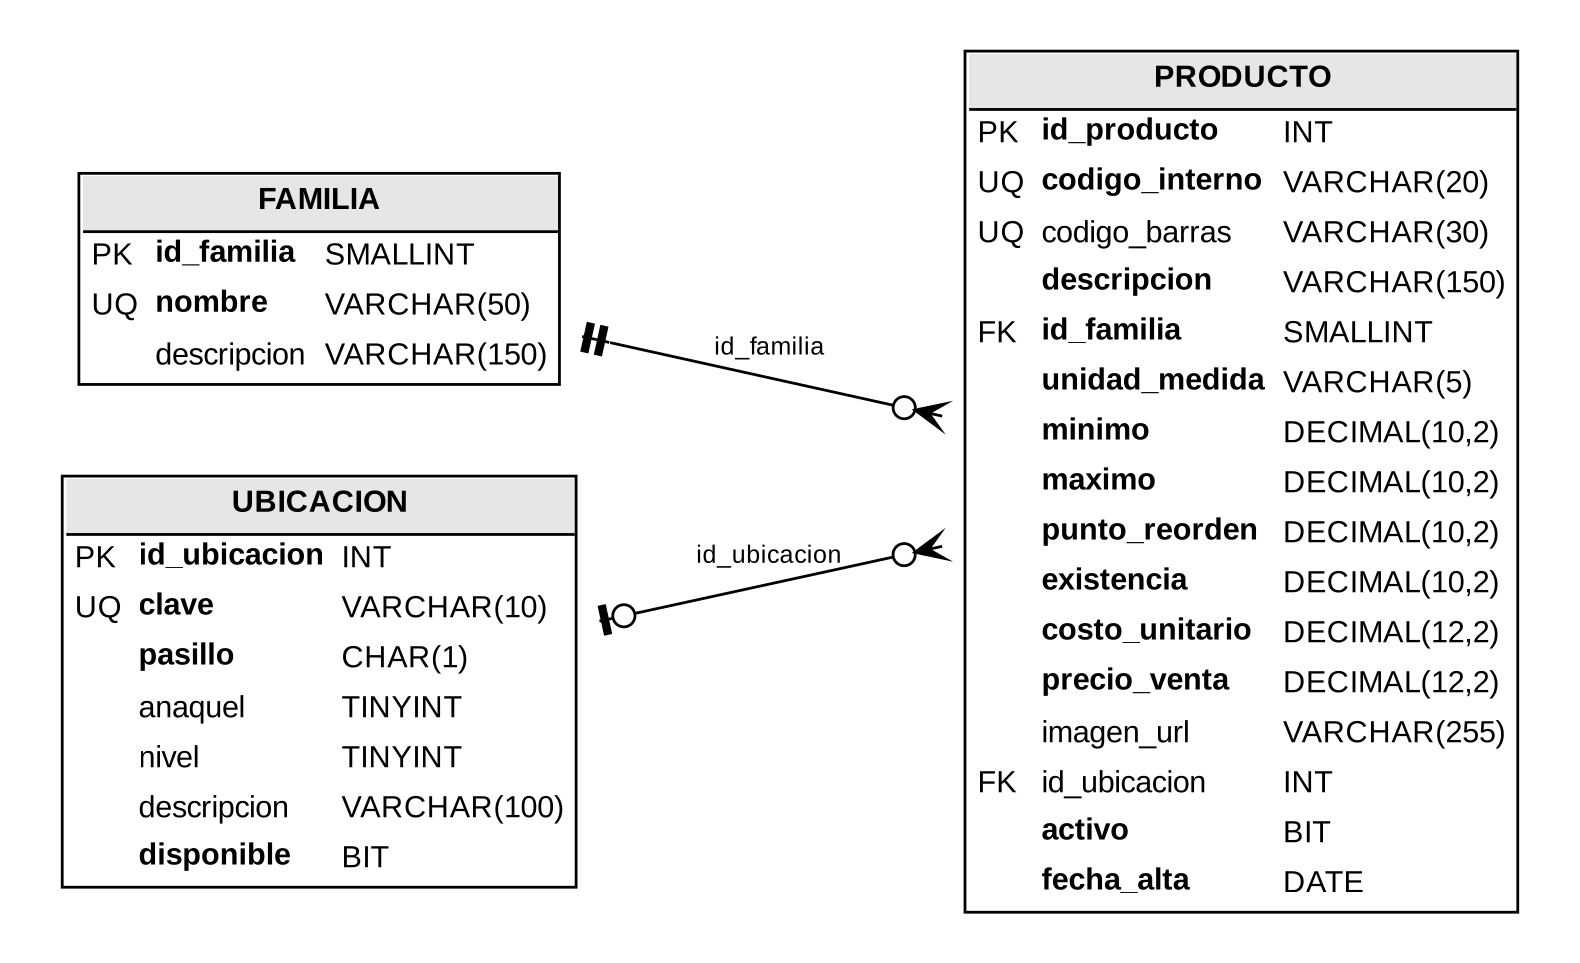 FAMILIA
PK id_familia SMALLINT
UQ nombre VARCHAR(50)
descripcion VARCHAR(150)
UBICACION
PK id_ubicacion INT
UQ clave VARCHAR(10)
pasillo CHAR(1)
anaquel TINYINT
nivel TINYINT
descripcion VARCHAR(100)
disponible BIT
id_familia
id_ubicacion
PRODUCTO
PK id_producto INT
UQ codigo_interno VARCHAR(20)
UQ codigo_barras VARCHAR(30)
descripcion VARCHAR(150)
FK id_familia SMALLINT
unidad_medida VARCHAR(5)
minimo DECIMAL(10,2)
maximo DECIMAL(10,2)
punto_reorden DECIMAL(10,2)
existencia DECIMAL(10,2)
costo_unitario DECIMAL(12,2)
precio_venta DECIMAL(12,2)
imagen_url VARCHAR(255)
FK id_ubicacion INT
activo BIT
fecha_alta DATE